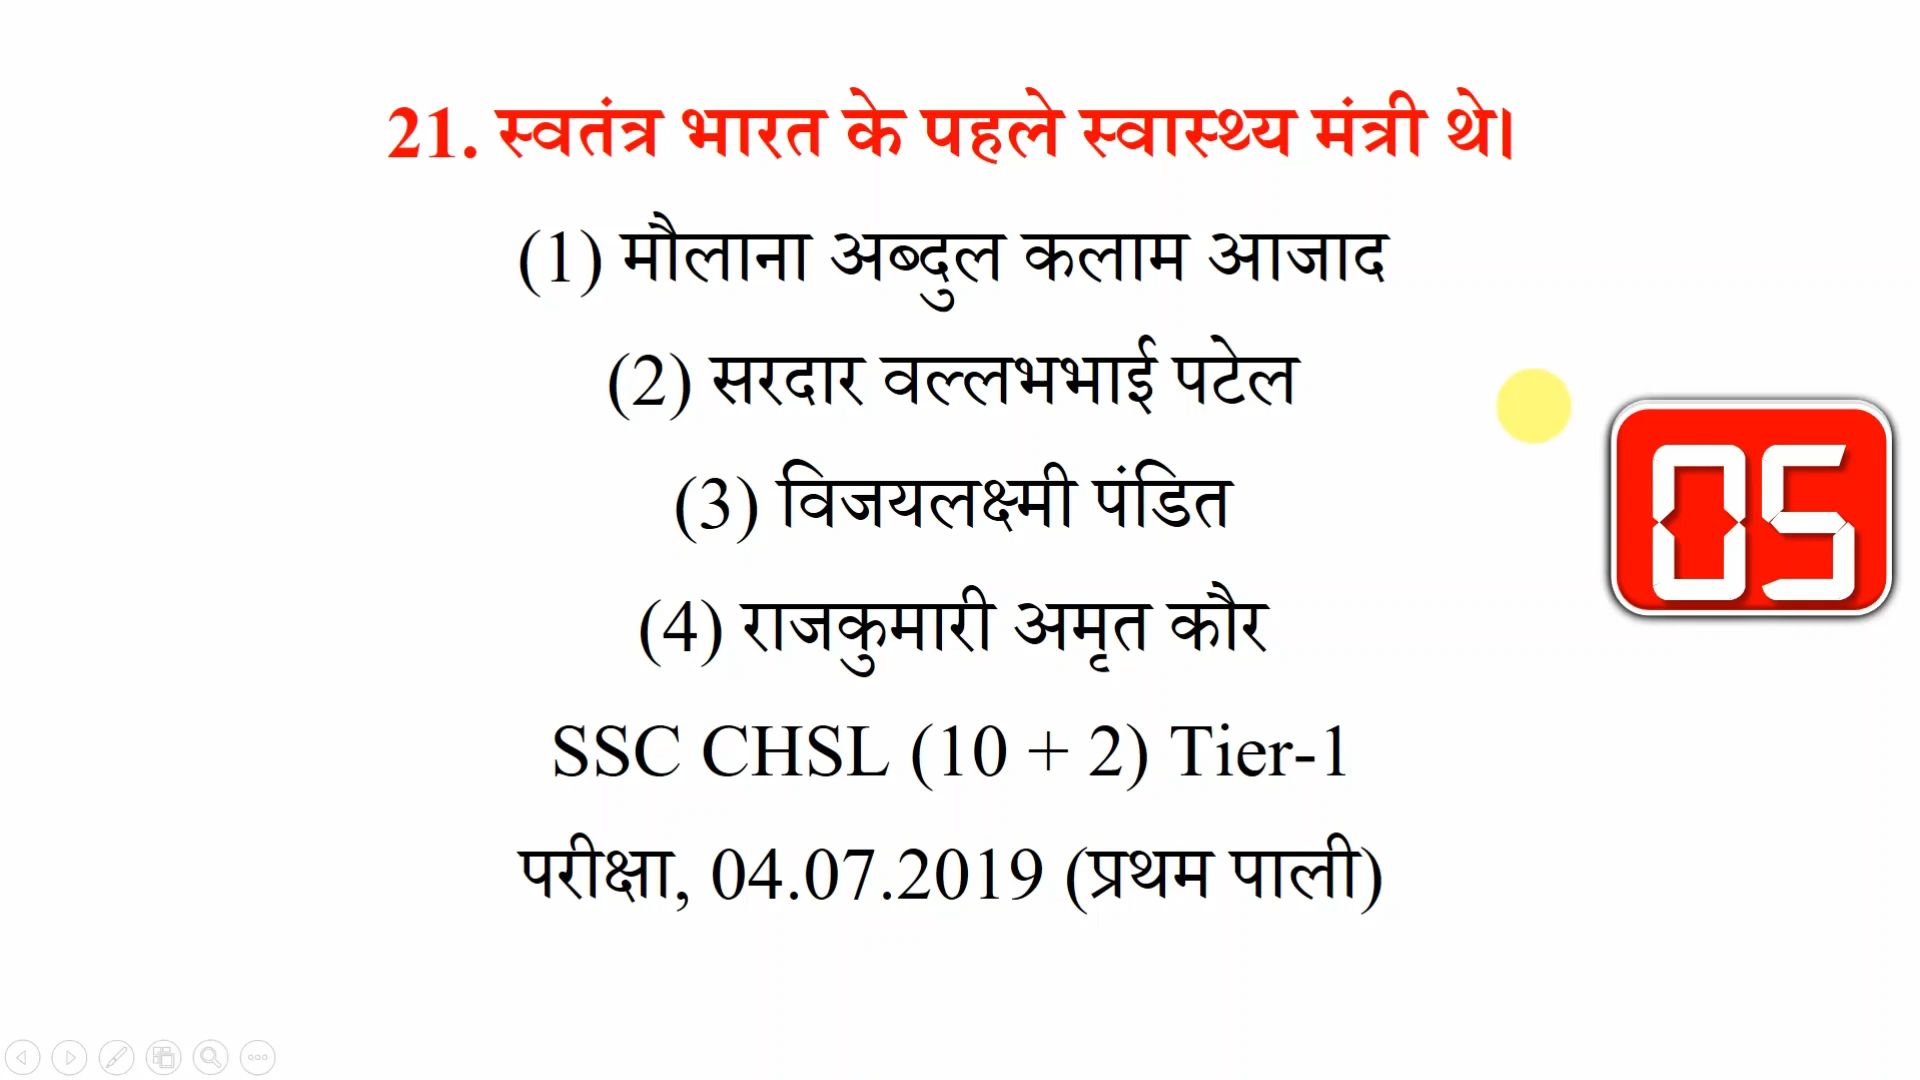 21. स्वतंत्र भारत के पहले स्वास्थ्य मंत्री थे।
(1) मौलाना अब्दुल कलाम आजाद
(2) सरदार वल्लभभाई पटेल
(3) विजयलक्ष्मी पंडित
(4) राजकुमारी अमृत कौर
SSC CHSL (10 + 2) Tier-1
परीक्षा, 04.07.2019 (प्रथम पाली)
05